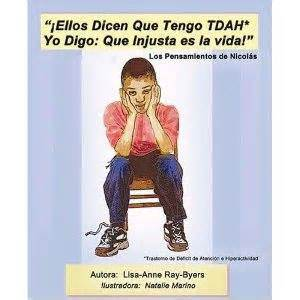 “¡Ellos Dicen Que Tengo TDAH*
Yo Digo: Que Injusta es la vida!”
Los Pensamientos de Nicolás
*Trastorno de Deficit de Atención e Hiperactividad
Autora: Lisa-Anne Ray-Byers
Ilustradora: Natalie Marino